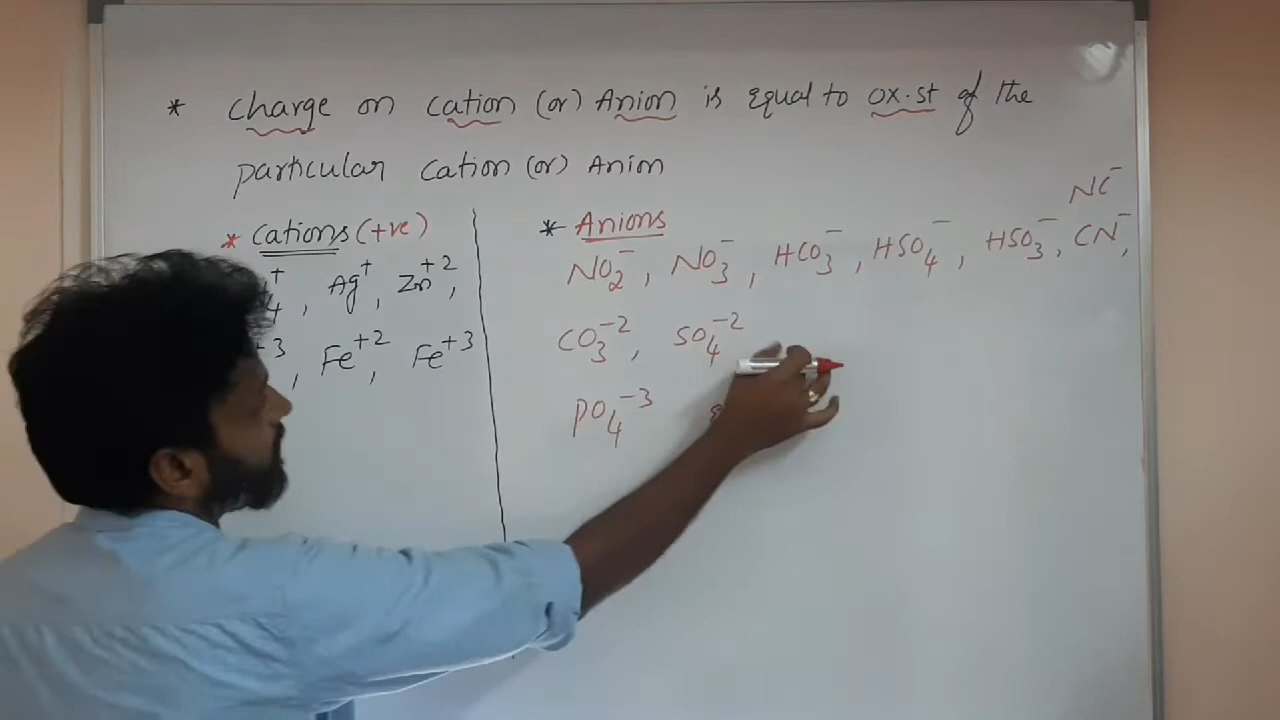 * Charge on cation (or) Anion is equal to ox.st of the
particular cation (or) Anion
* Cations (+ve)
4⁺, Ag⁺, Zn⁺²,
⁺³, Fe⁺², Fe⁺³
* Anions
NC⁻
NO₂⁻, NO₃⁻, HCO₃⁻, HSO₄⁻, HSO₃⁻, CN⁻,
CO₃⁻², SO₄⁻²
PO₄⁻³